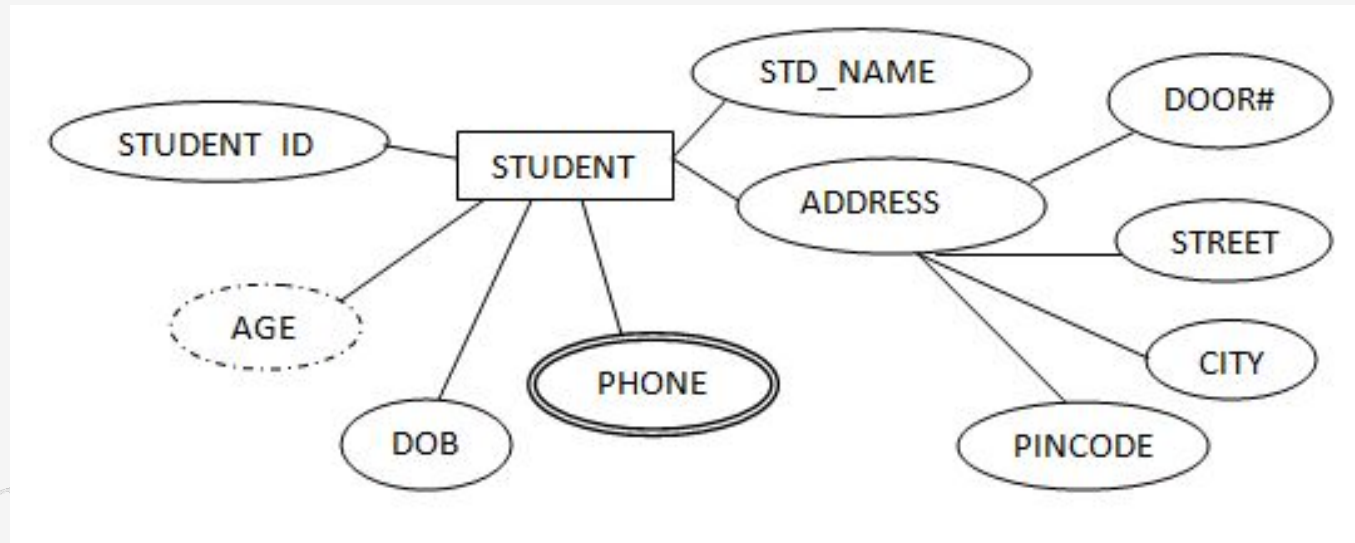 STD_NAME
DOOR#
STUDENT ID
STUDENT
ADDRESS
STREET
AGE
PHONE
CITY
DOB
PINCODE